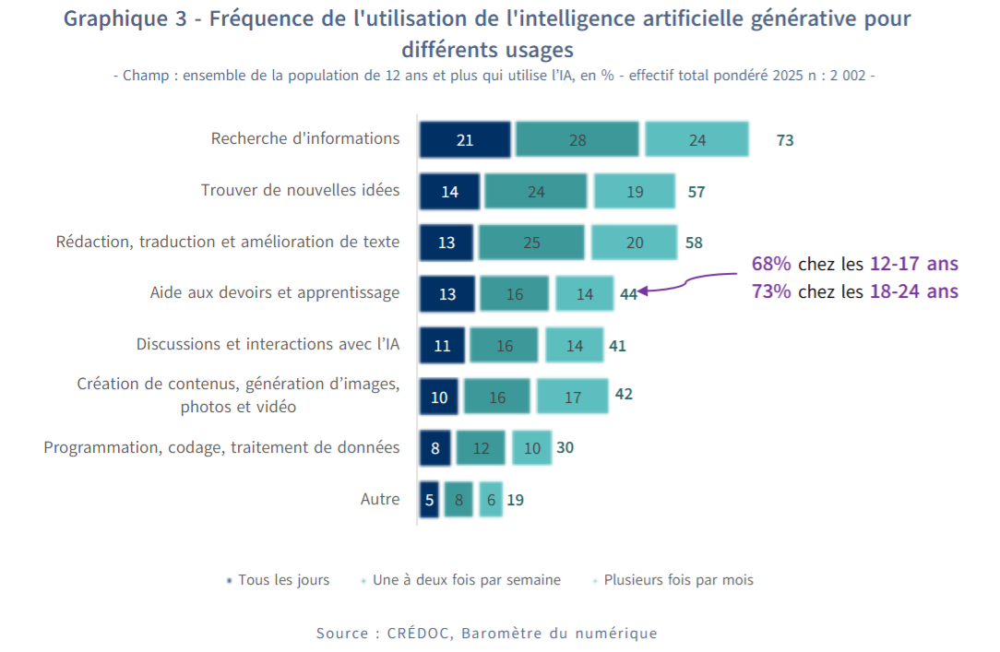 Graphique 3 - Fréquence de l'utilisation de l'intelligence artificielle générative pour
différents usages
- Champ : ensemble de la population de 12 ans et plus qui utilise l’IA, en % - effectif total pondéré 2025 n : 2 002 -
Recherche d'informations 21 28 24 73
Trouver de nouvelles idées 14 24 19 57
Rédaction, traduction et amélioration de texte 13 25 20 58
68% chez les 12-17 ans
73% chez les 18-24 ans
Aide aux devoirs et apprentissage 13 16 14 44
Discussions et interactions avec l’IA 11 16 14 41
Création de contenus, génération d’images,
photos et vidéo 10 16 17 42
Programmation, codage, traitement de données 8 12 10 30
Autre 5 8 6 19
Tous les jours Une à deux fois par semaine Plusieurs fois par mois
Source : CRÉDOC, Baromètre du numérique